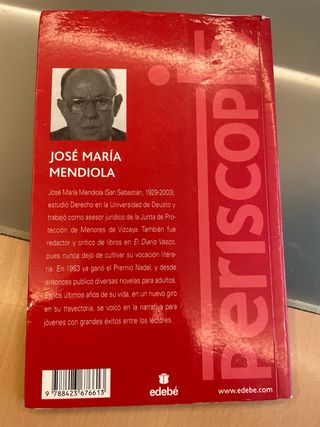 JOSÉ MARÍA
MENDIOLA
José María Mendiola (San Sebastián, 1929-2003),
estudió Derecho en la Universidad de Deusto y
trabajó como asesor jurídico de la Junta de Pro-
tección de Menores de Vizcaya. También fue
redactor y crítico de libros en El Diario Vasco,
pues nunca dejó de cultivar su vocación litera-
ria. En 1963 ya ganó el Premio Nadal, y desde
entonces publicó diversas novelas para adultos.
En los últimos años de su vida, en un nuevo giro
en su trayectoria, se volcó en la narrativa para
jóvenes con grandes éxitos entre los lectores.
PERISCOPIO
9 788423 676613
edebé
www.edebe.com